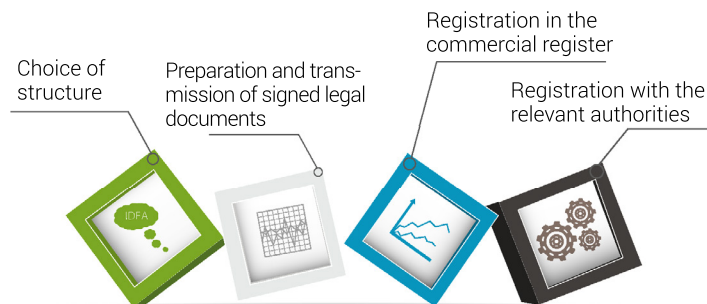 Choice of
structure
Preparation and trans-
mission of signed legal
documents
Registration in the
commercial register
Registration with the
relevant authorities
IDEA